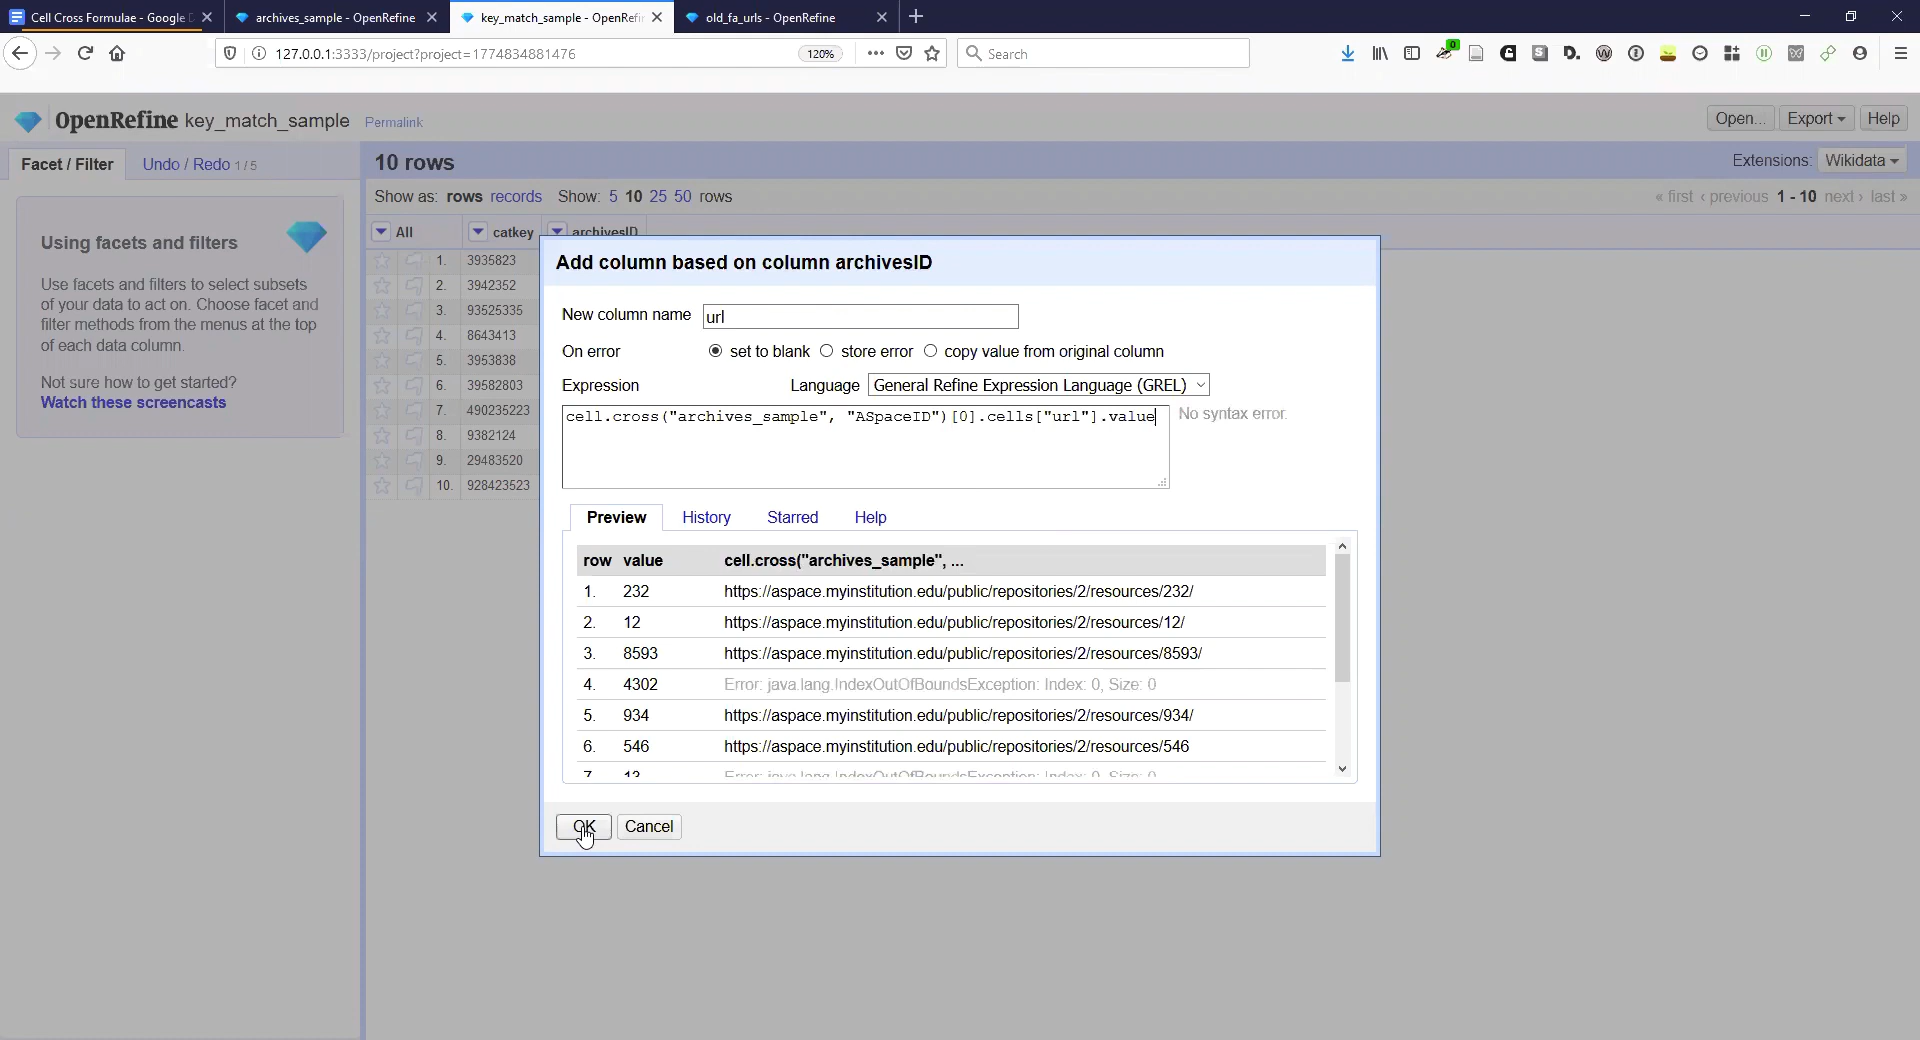 Cell Cross Formulae - Google D
archives_sample - OpenRefine
key_match_sample - OpenRefi
old_fa_urls - OpenRefine
127.0.0.1:3333/project?project=1774834881476
120%
Search
0
OpenRefine key_match_sample Permalink
Open... Export Help
Facet / Filter
Undo / Redo 1 / 5
10 rows
Extensions: Wikidata
Show as: rows records Show: 5 10 25 50 rows
« first ‹ previous 1 - 10 next › last »
All catkey archivesID
1. 3935823
2. 3942352
3. 93525335
4. 8643413
5. 3953838
6. 39582803
7. 490235223
8. 9382124
9. 29483520
10. 928423523
Using facets and filters
Use facets and filters to select subsets
of your data to act on. Choose facet and
filter methods from the menus at the top
of each data column.
Not sure how to get started?
Watch these screencasts
Add column based on column archivesID
New column name url
On error set to blank store error copy value from original column
Expression Language General Refine Expression Language (GREL)
cell.cross("archives_sample", "ASpaceID")[0].cells["url"].value
No syntax error.
Preview History Starred Help
row value cell.cross("archives_sample", ...
1. 232 https://aspace.myinstitution.edu/public/repositories/2/resources/232/
2. 12 https://aspace.myinstitution.edu/public/repositories/2/resources/12/
3. 8593 https://aspace.myinstitution.edu/public/repositories/2/resources/8593/
4. 4302 Error: java.lang.IndexOutOfBoundsException: Index: 0, Size: 0
5. 934 https://aspace.myinstitution.edu/public/repositories/2/resources/934/
6. 546 https://aspace.myinstitution.edu/public/repositories/2/resources/546
7. 13 Error: java.lang.IndexOutOfBoundsException: Index: 0, Size: 0
OK Cancel